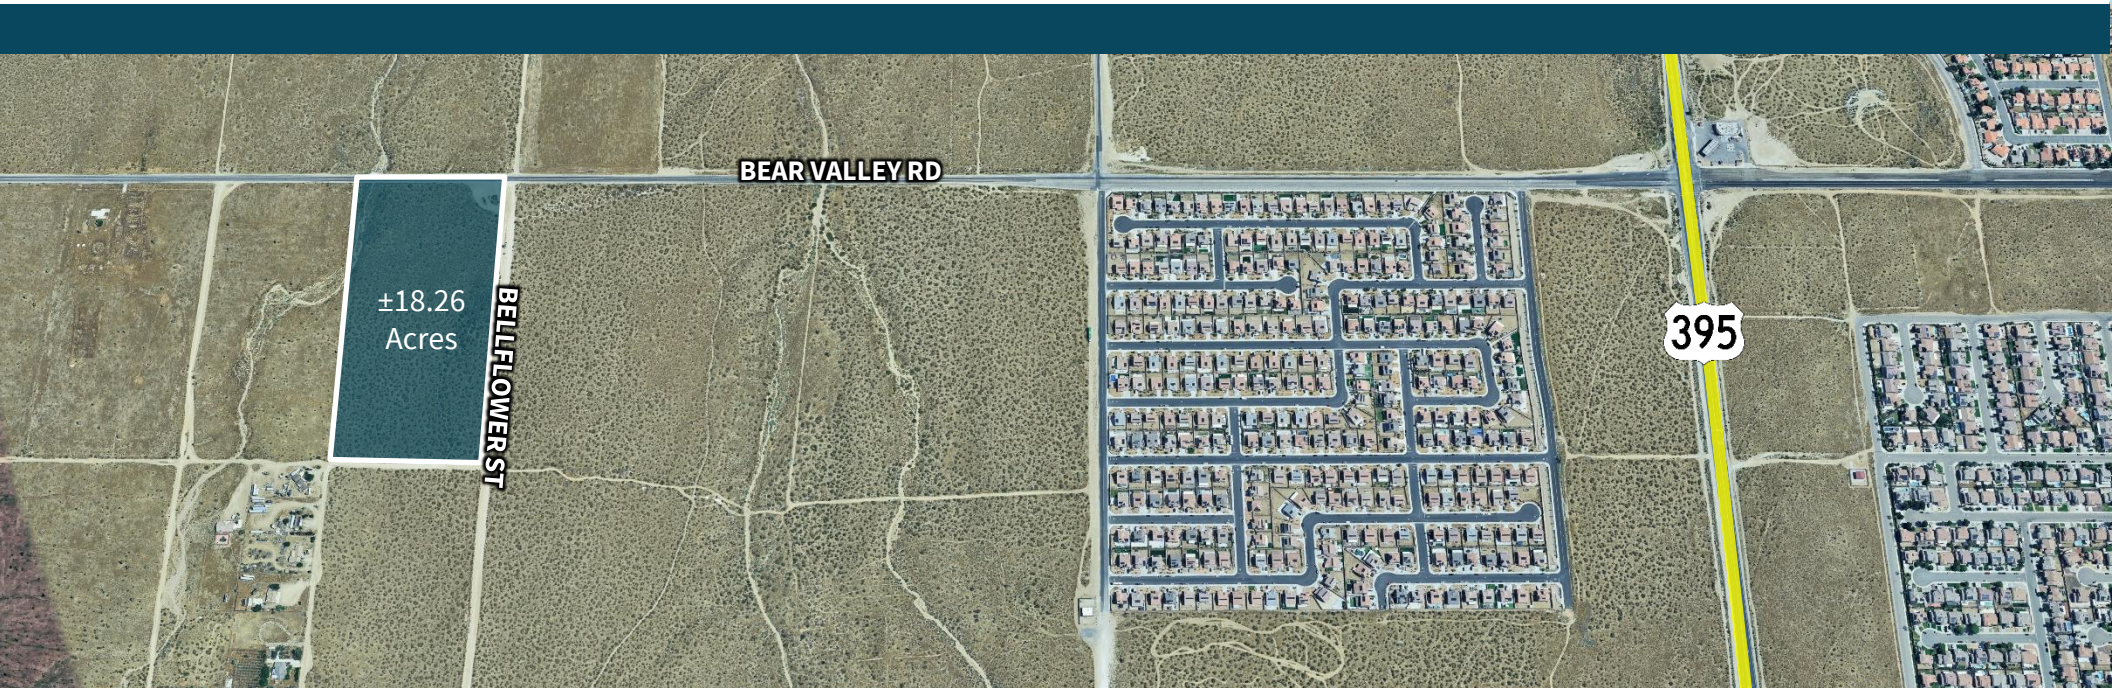 BEAR VALLEY RD
±18.26
Acres
BELLFLOWER ST
395